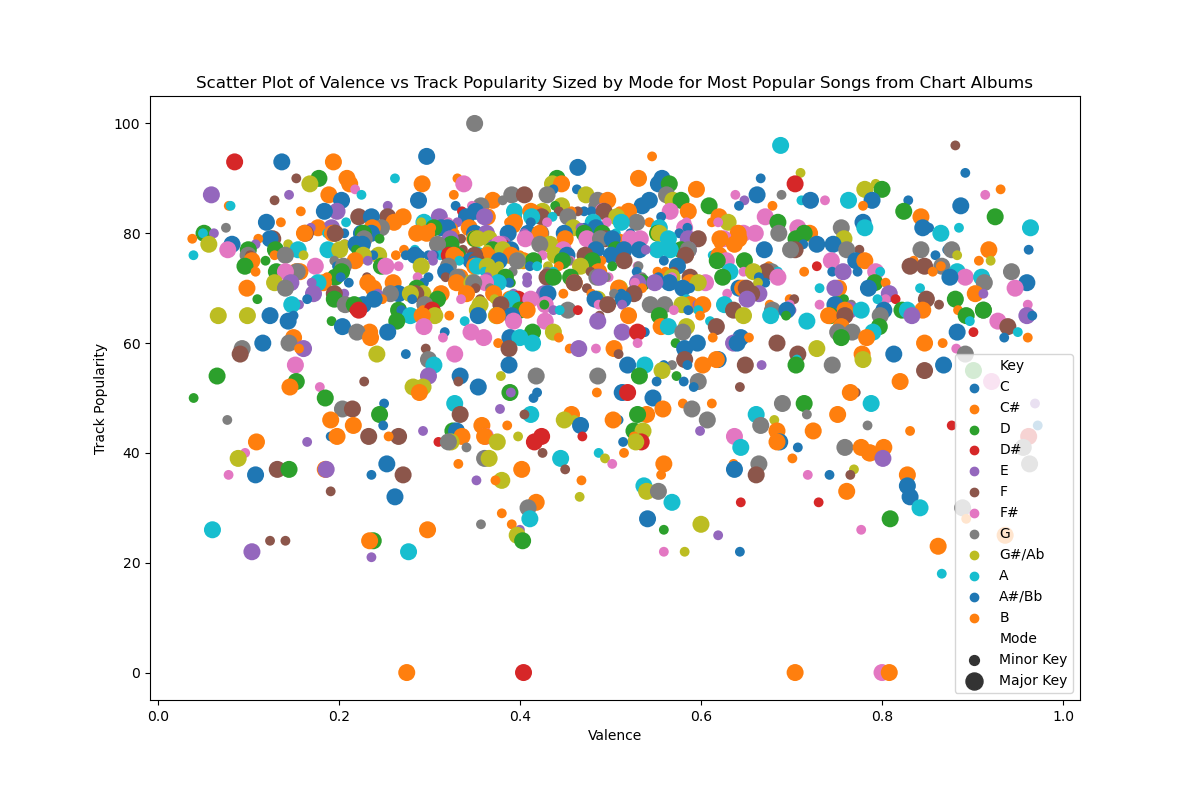 Scatter Plot of Valence vs Track Popularity Sized by Mode for Most Popular Songs from Chart Albums
100
80
60
40
20
0
Track Popularity
0.0 0.2 0.4 0.6 0.8 1.0
Valence
Key
C
C#
D
D#
E
F
F#
G
G#/Ab
A
A#/Bb
B
Mode
Minor Key
Major Key